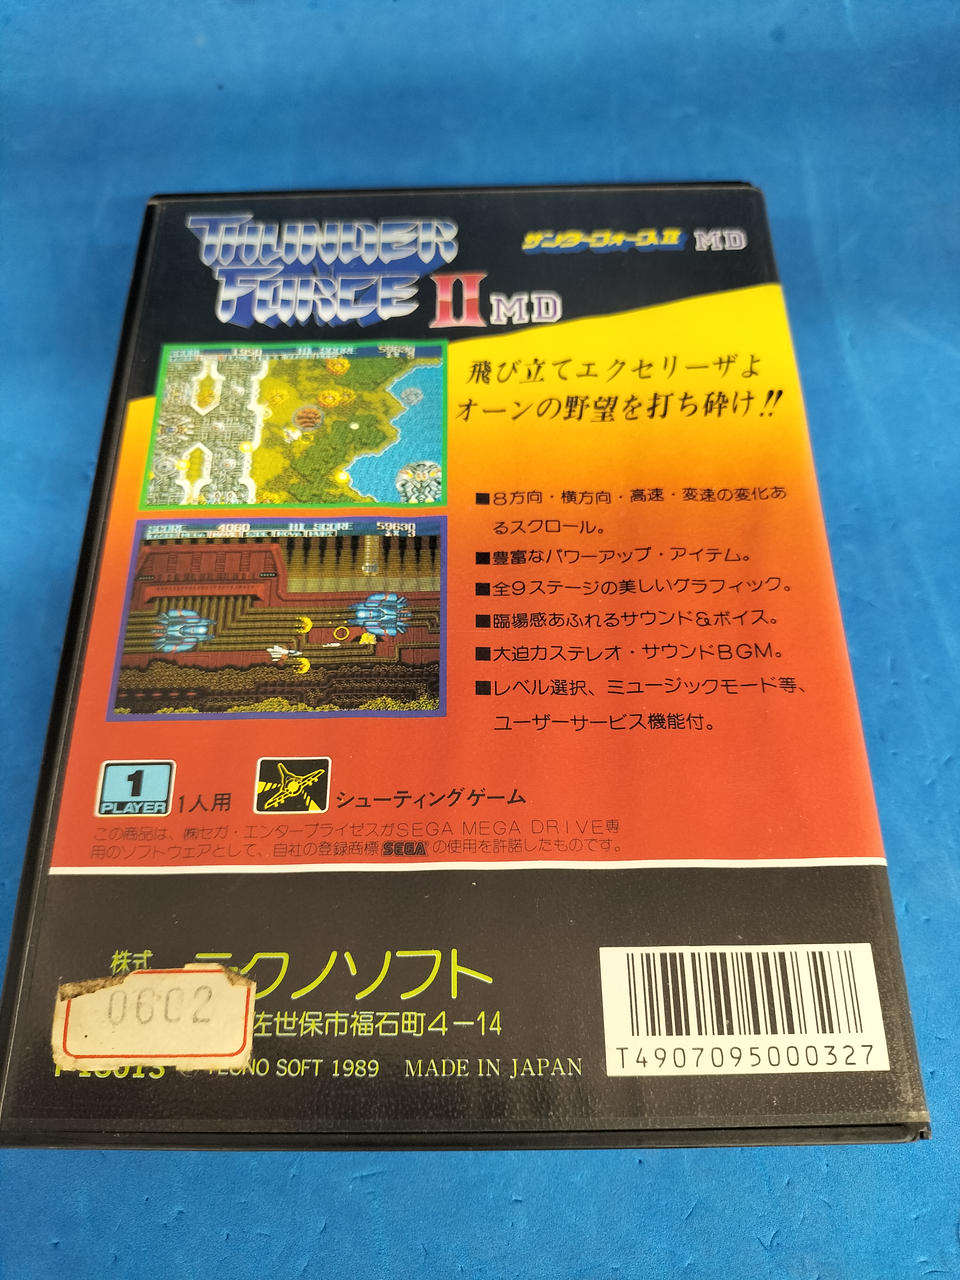 THUNDER
FORCE II MD
サンダーフォースII MD
飛び立てエクセリーザよ
オーンの野望を打ち砕け!!
SCORE 1950 HI SCORE 59630
SCORE 4060 HI SCORE 59630
■8方向・横方向・高速・変速の変化あ
るスクロール。
■豊富なパワーアップ・アイテム。
■全9ステージの美しいグラフィック。
■臨場感あふれるサウンド&ボイス。
■大迫力ステレオ・サウンドBGM。
■レベル選択、ミュージックモード等、
ユーザーサービス機能付。
1
PLAYER
1人用
シューティングゲーム
この商品は、㈱セガ・エンタープライゼスがSEGA MEGA DRIVE専
用のソフトウェアとして、自社の登録商標SEGA®の使用を許諾したものです。
株式
テクノソフト
0602
佐世保市福石町4-14
TECNO SOFT 1989 MADE IN JAPAN
T4907095000327